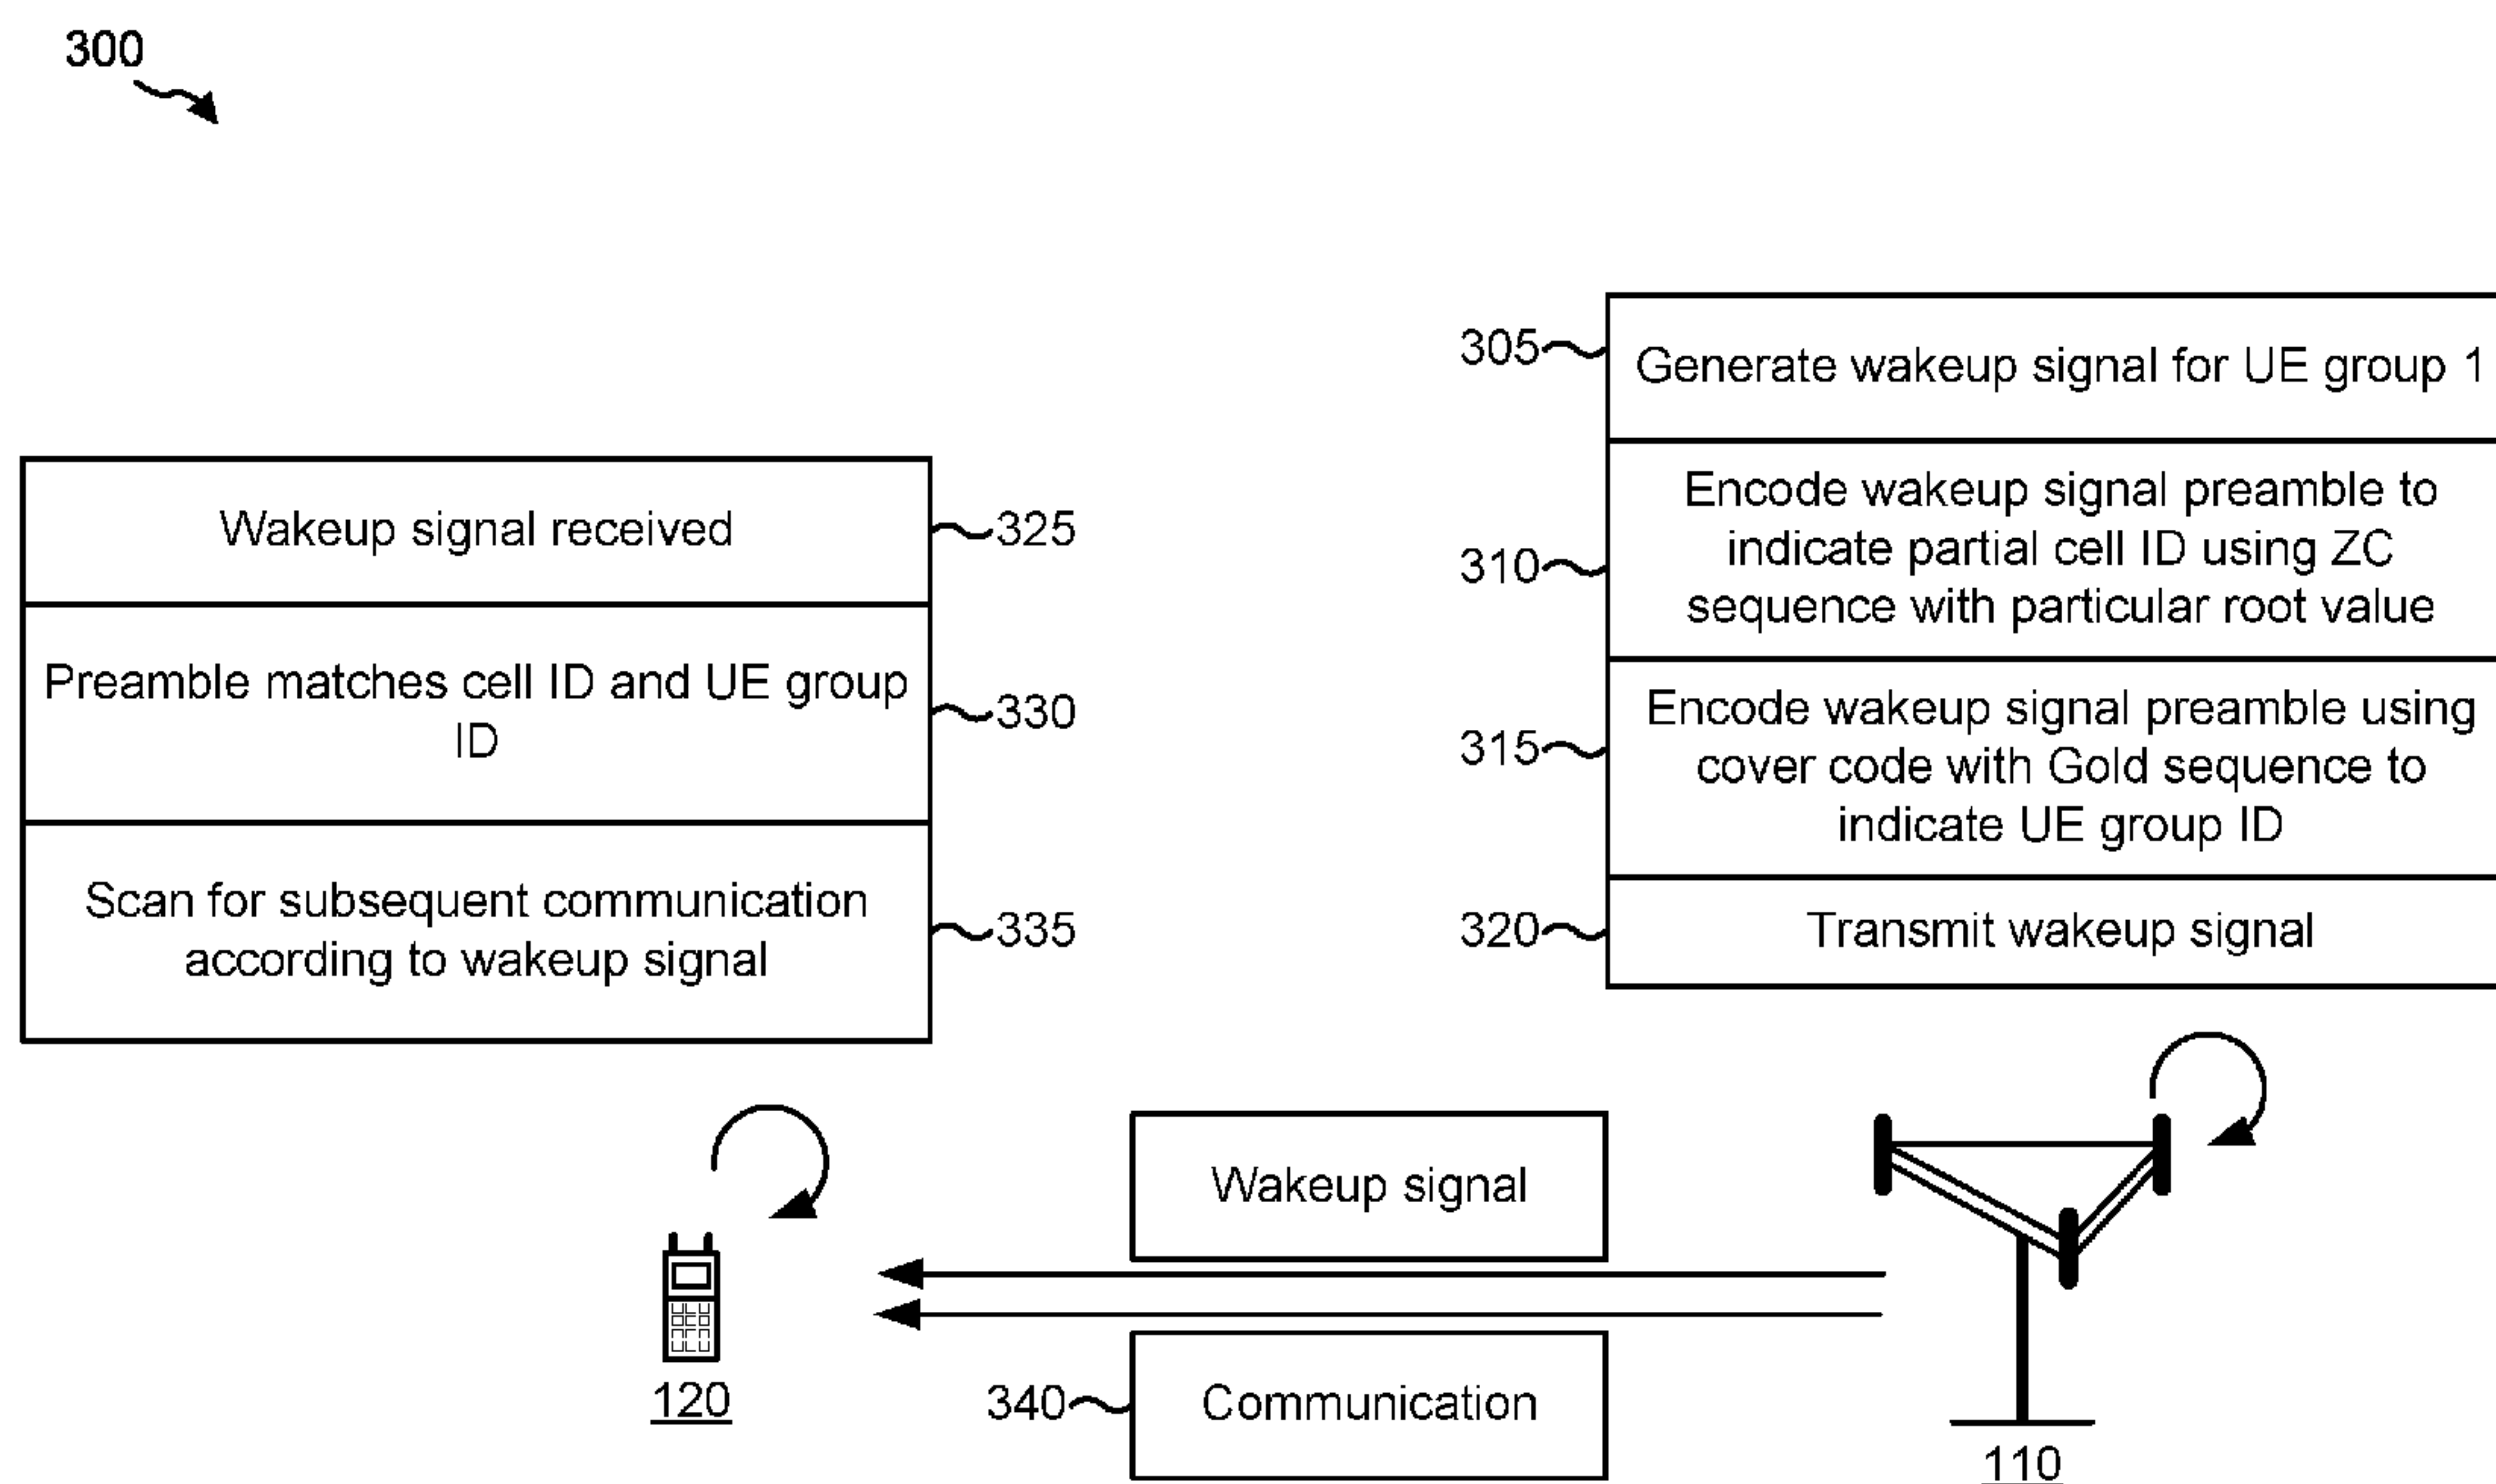 300
305
Generate wakeup signal for UE group 1
310
Encode wakeup signal preamble to
indicate partial cell ID using ZC
sequence with particular root value
315
Encode wakeup signal preamble using
cover code with Gold sequence to
indicate UE group ID
320
Transmit wakeup signal
Wakeup signal received
325
Preamble matches cell ID and UE group
ID
330
Scan for subsequent communication
according to wakeup signal
335
Wakeup signal
340
Communication
120
110